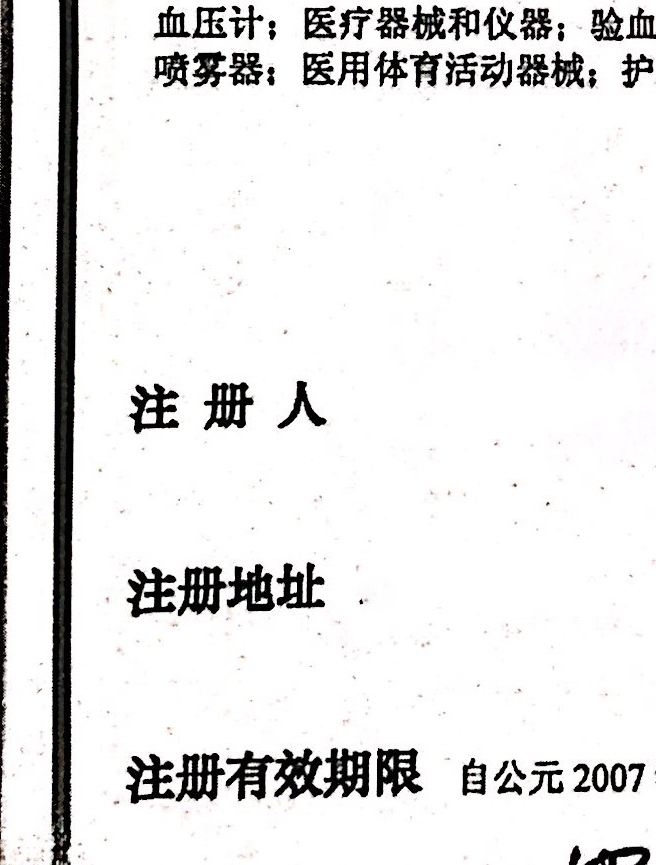 血压计；医疗器械和仪器；验血
喷雾器；医用体育活动器械；护
注 册 人
注册地址
注册有效期限 自公元 2007